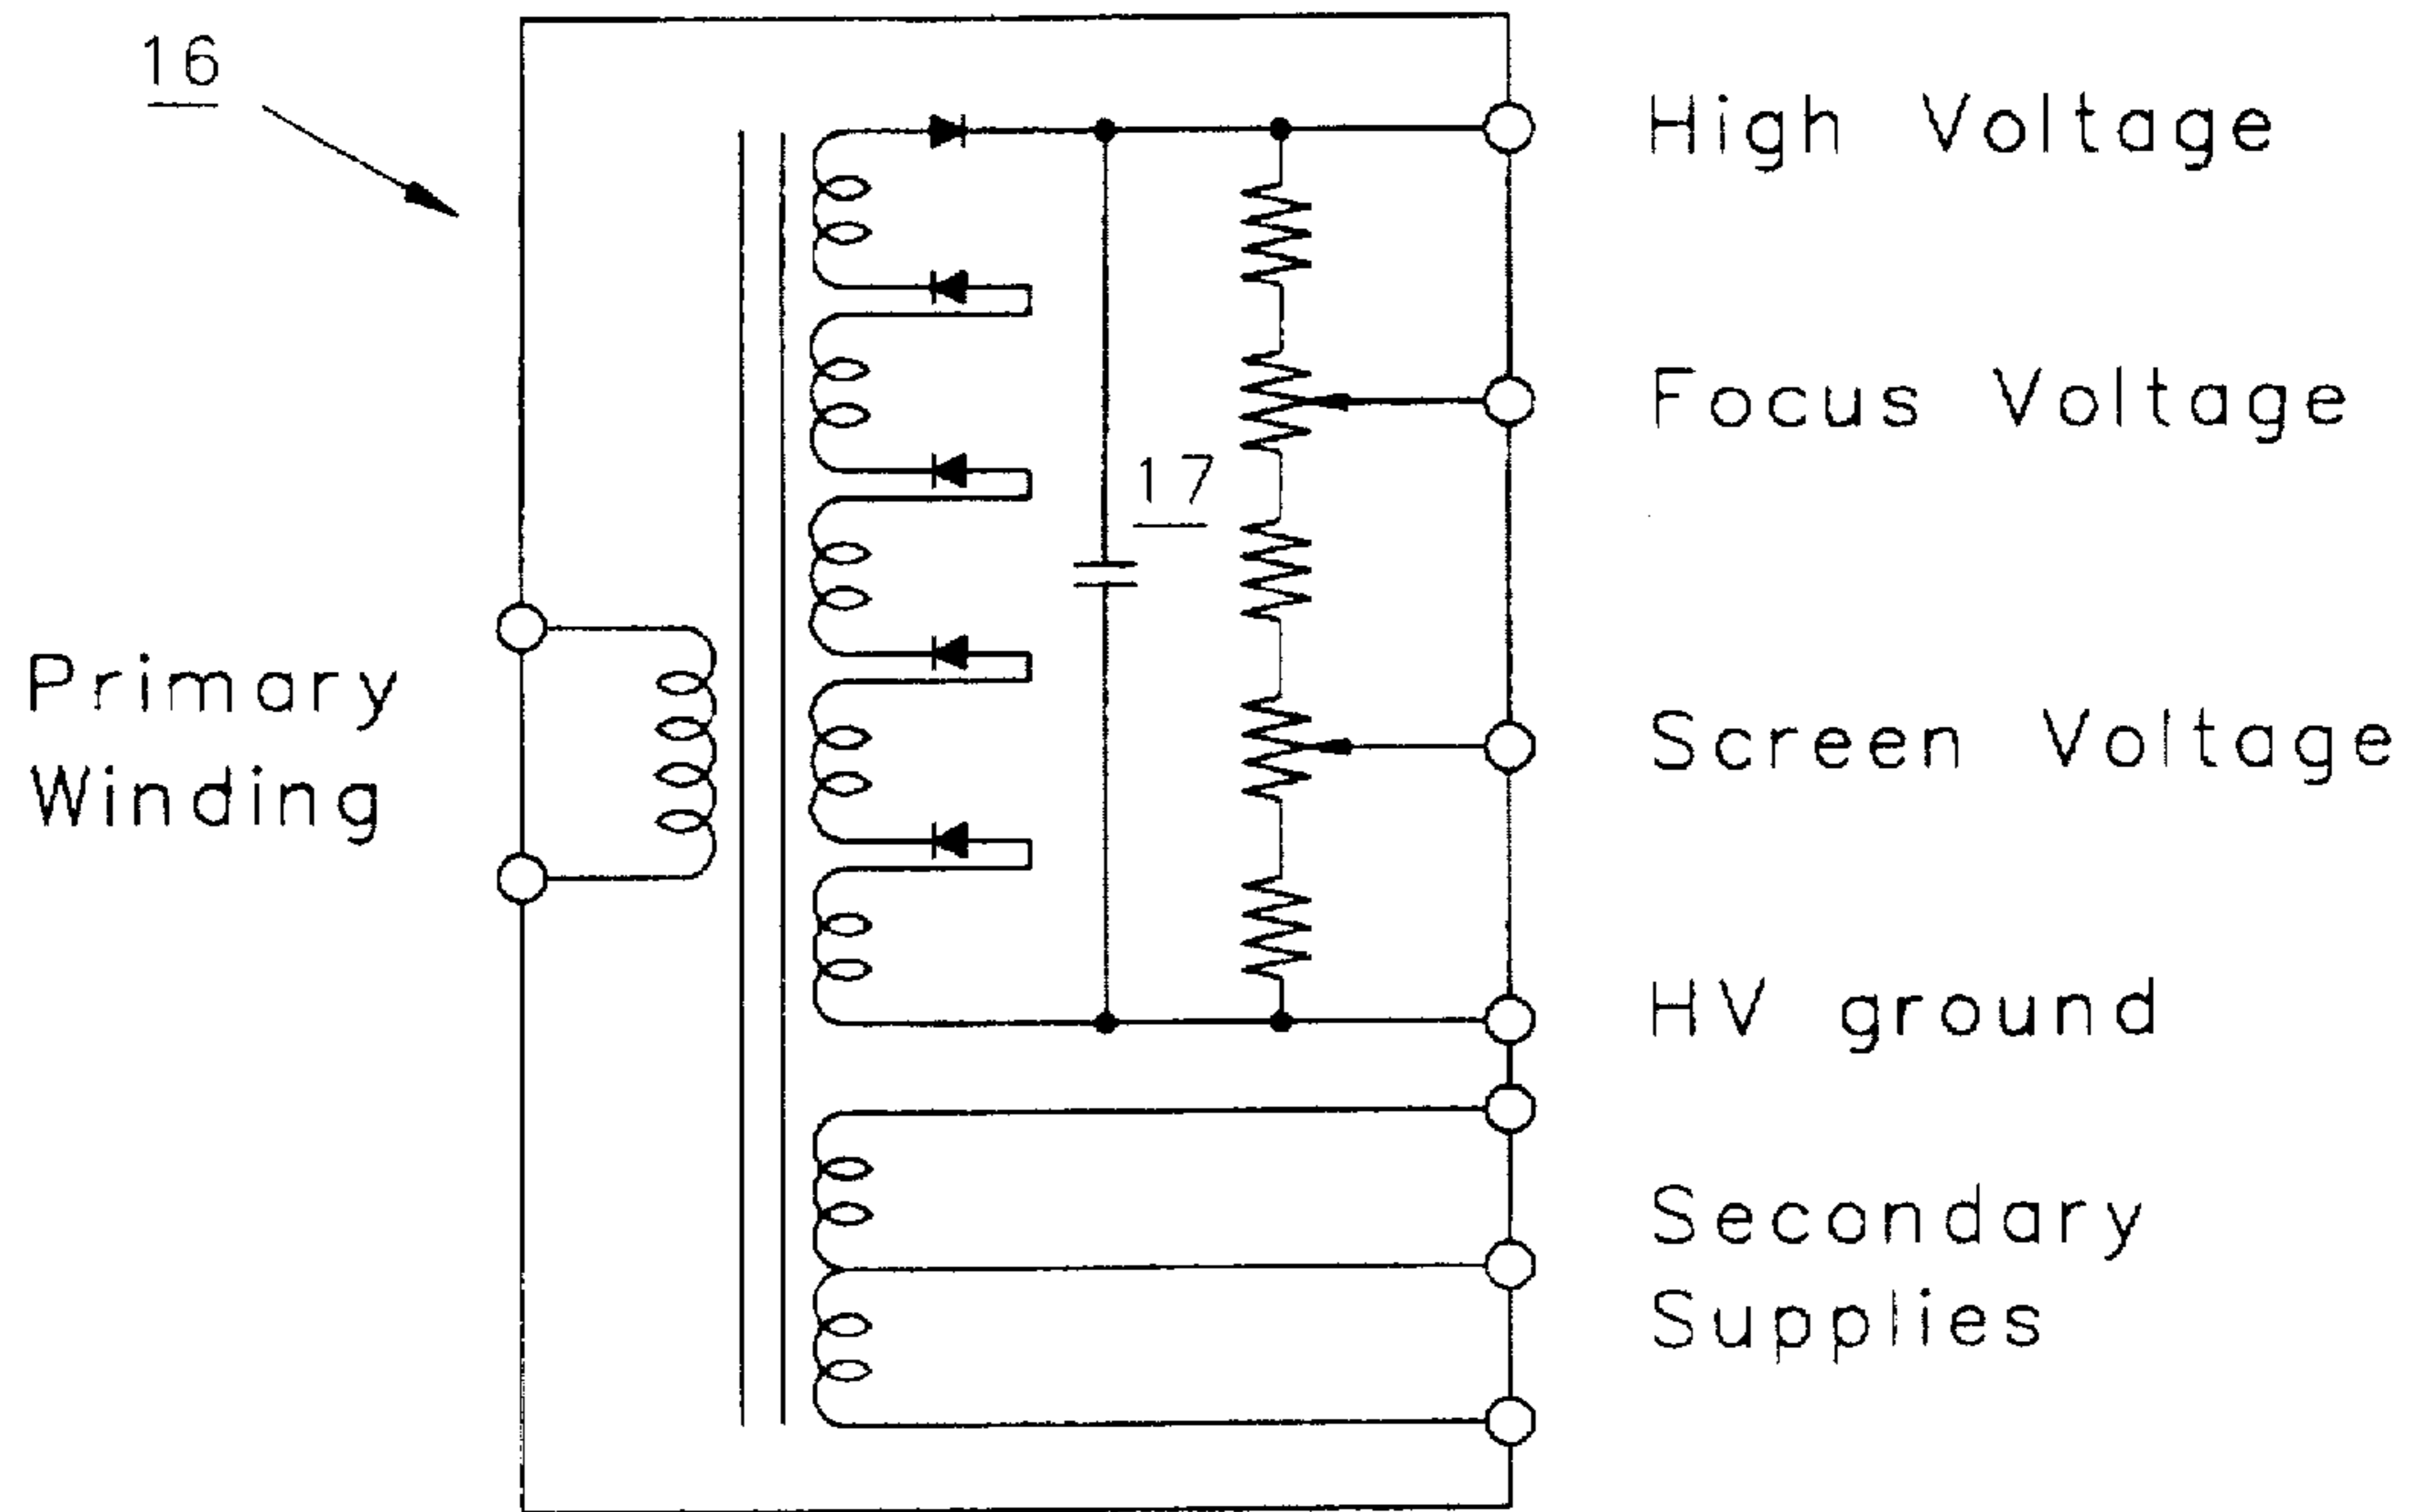 16
High Voltage
Focus Voltage
17
Primary
Winding
Screen Voltage
HV ground
Secondary
Supplies